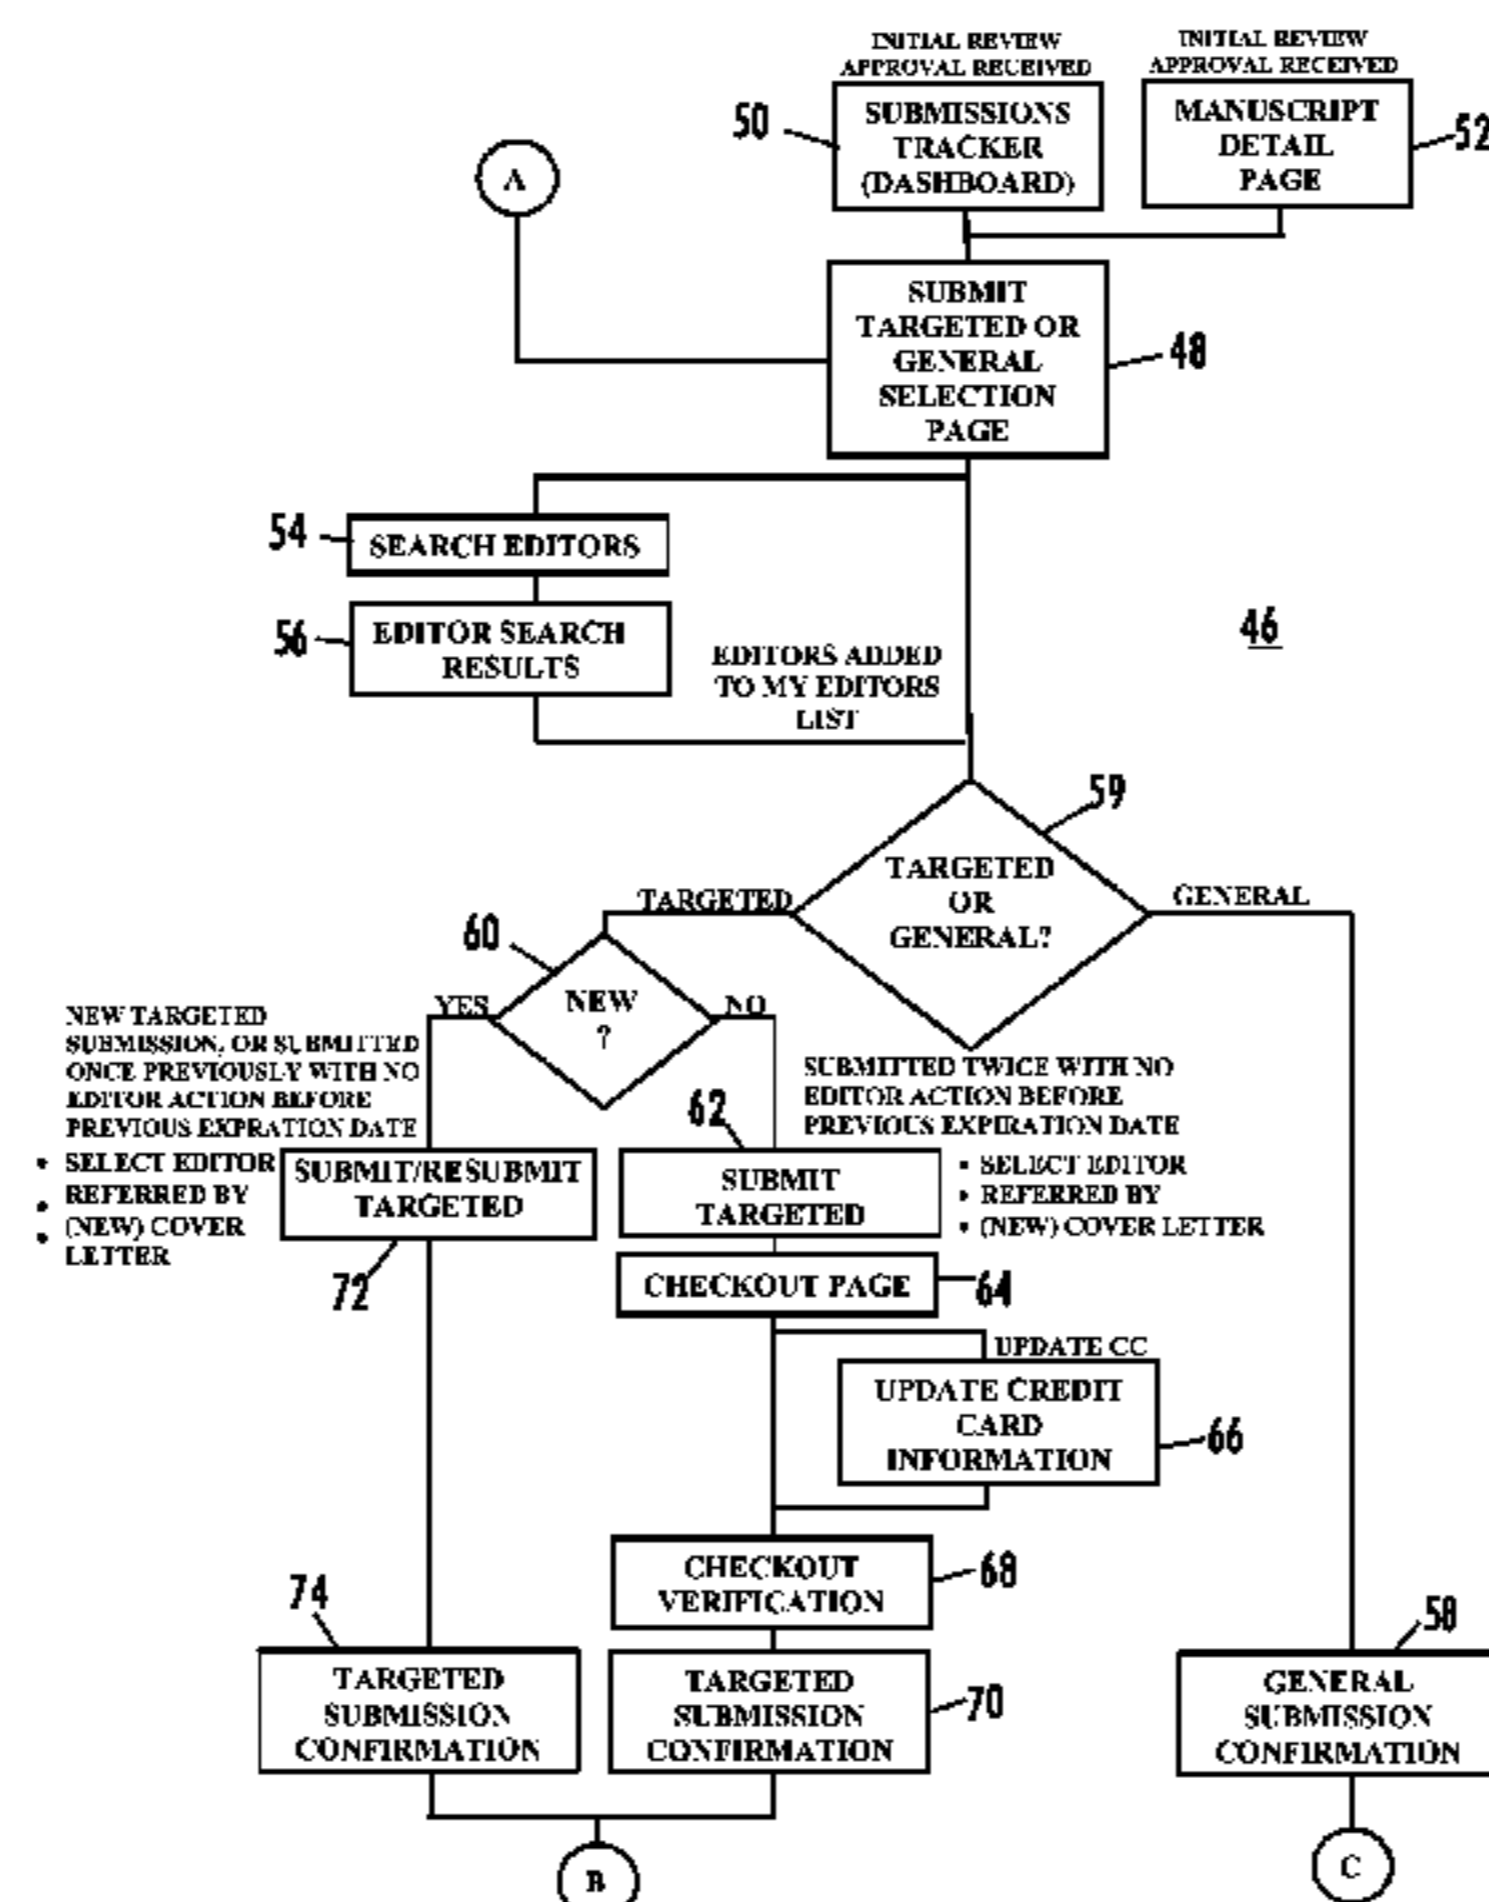 INITIAL REVIEW
APPROVAL RECEIVED
INITIAL REVIEW
APPROVAL RECEIVED
50
SUBMISSIONS
TRACKER
(DASHBOARD)
MANUSCRIPT
DETAIL
PAGE
52
A
SUBMIT
TARGETED OR
GENERAL
SELECTION
PAGE
48
54
SEARCH EDITORS
56
EDITOR SEARCH
RESULTS
EDITORS ADDED
TO MY EDITORS
LIST
46
59
TARGETED
OR
GENERAL?
TARGETED
GENERAL
60
NEW
?
YES
NO
NEW TARGETED
SUBMISSION, OR SUBMITTED
ONCE PREVIOUSLY WITH NO
EDITOR ACTION BEFORE
PREVIOUS EXPRATION DATE
• SELECT EDITOR
• REFERRED BY
• (NEW) COVER
LETTER
SUBMIT/RESUBMIT
TARGETED
72
62
SUBMIT
TARGETED
SUBMITTED TWICE WITH NO
EDITOR ACTION BEFORE
PREVIOUS EXPIRATION DATE
• SELECT EDITOR
• REFERRED BY
• (NEW) COVER LETTER
CHECKOUT PAGE
64
UPDATE CC
UPDATE CREDIT
CARD
INFORMATION
66
CHECKOUT
VERIFICATION
68
74
TARGETED
SUBMISSION
CONFIRMATION
TARGETED
SUBMISSION
CONFIRMATION
70
58
GENERAL
SUBMISSION
CONFIRMATION
B
C